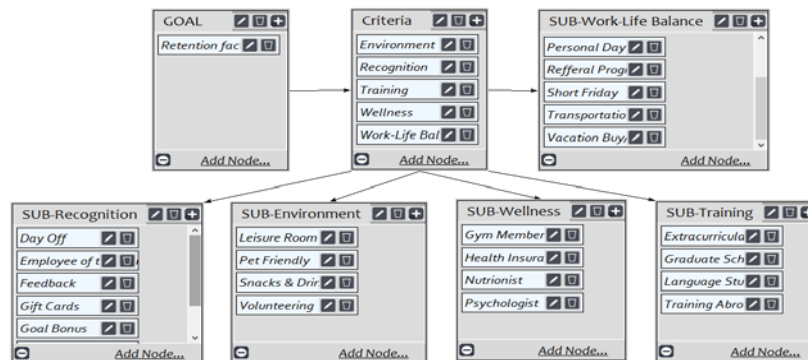 GOAL
Retention fac
Add Node...
Criteria
Environment
Recognition
Training
Wellness
Work-Life Bal
Add Node...
SUB-Work-Life Balance
Personal Day
Refferal Progr
Short Friday
Transportatio
Vacation Buy/
Add Node...
SUB-Recognition
Day Off
Employee of t
Feedback
Gift Cards
Goal Bonus
Add Node...
SUB-Environment
Leisure Room
Pet Friendly
Snacks & Drin
Volunteering
Add Node...
SUB-Wellness
Gym Member
Health Insura
Nutrionist
Psychologist
Add Node...
SUB-Training
Extracurricula
Graduate Sch
Language Stu
Training Abro
Add Node...